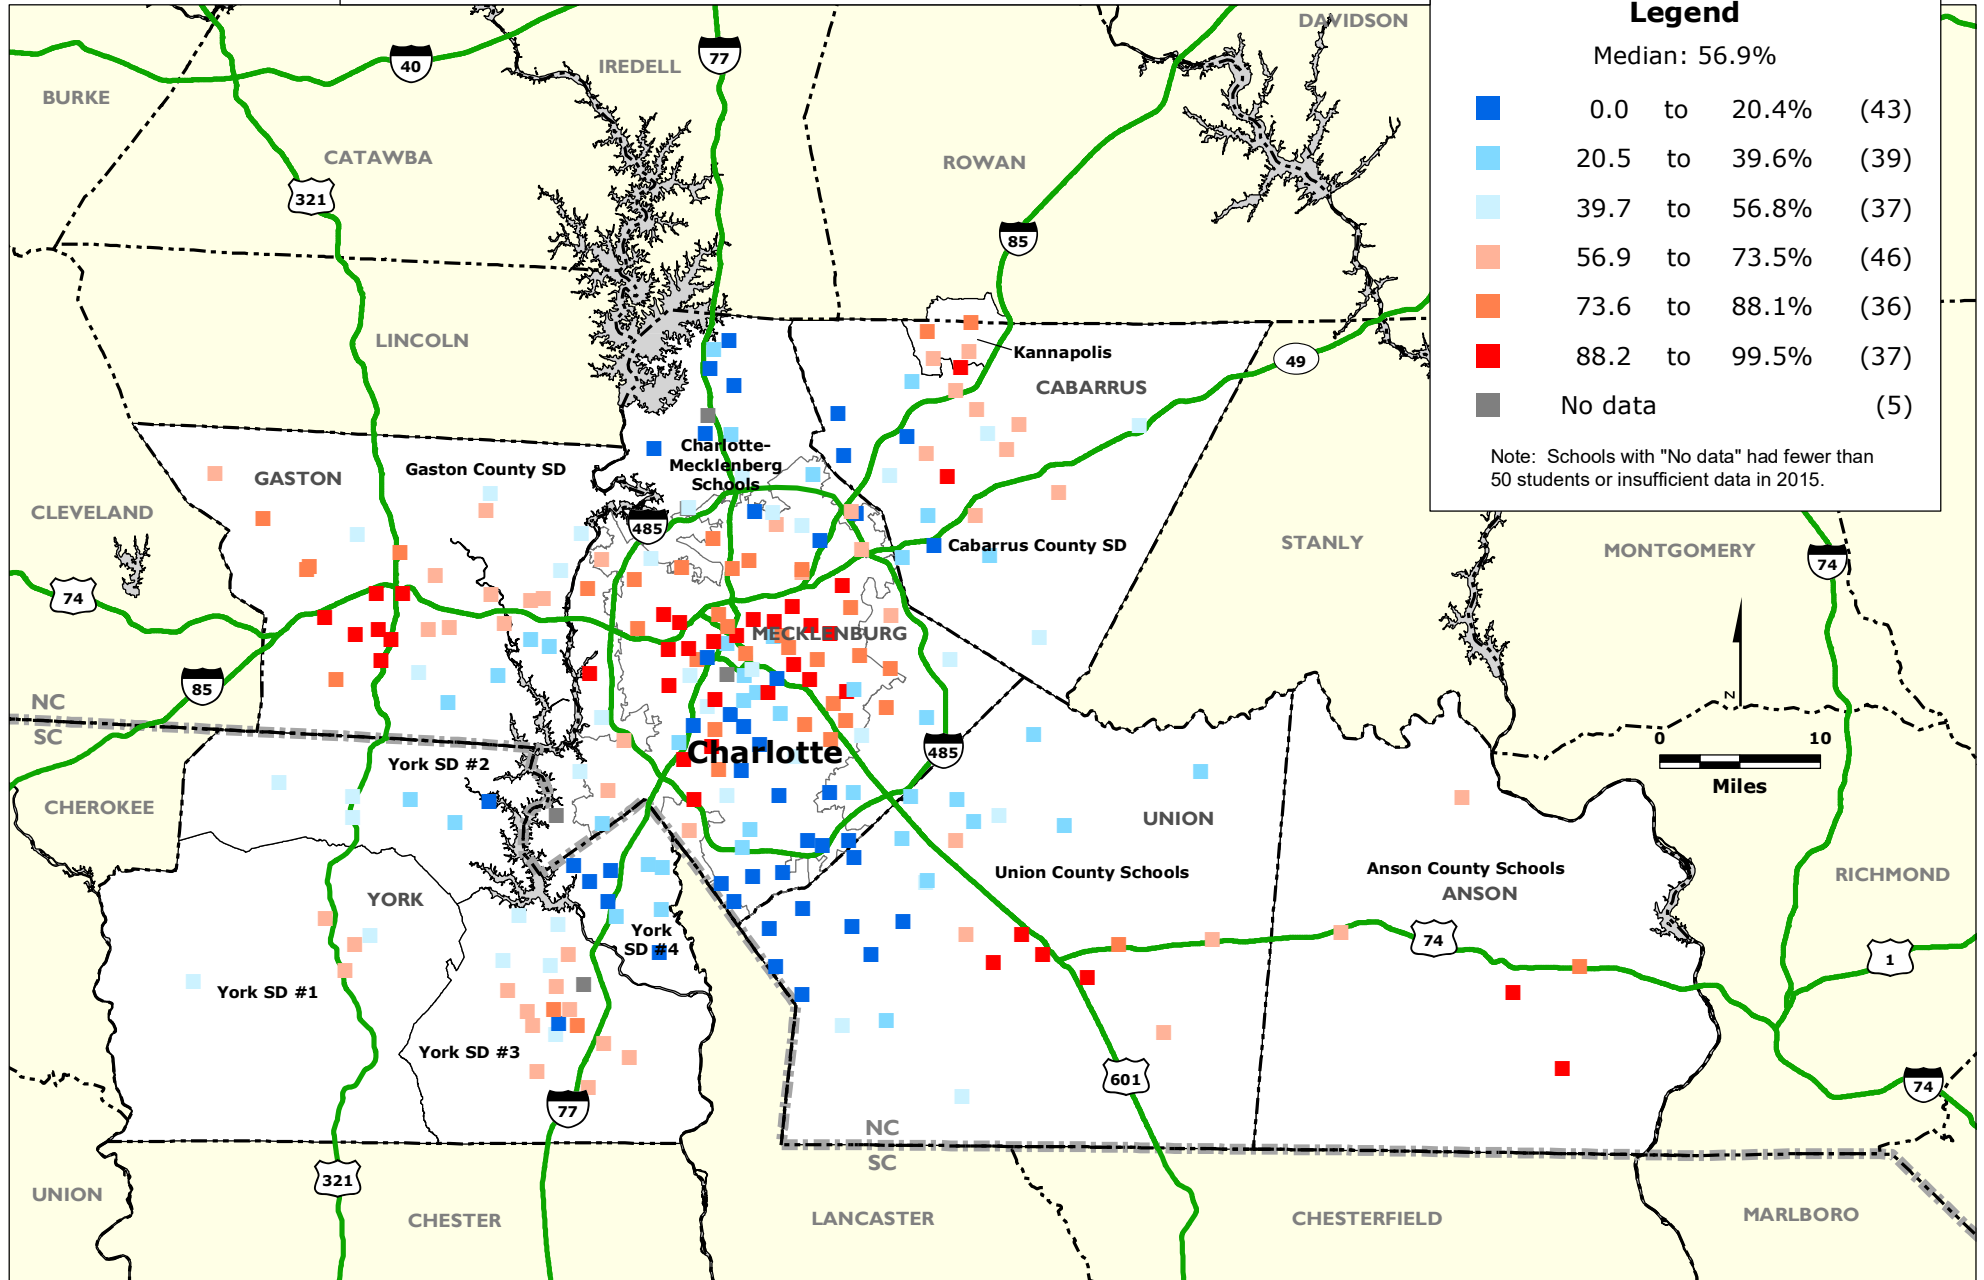 Legend
Median: 56.9%
0.0 to 20.4% (43)
20.5 to 39.6% (39)
39.7 to 56.8% (37)
56.9 to 73.5% (46)
73.6 to 88.1% (36)
88.2 to 99.5% (37)
No data (5)
Note: Schools with "No data" had fewer than
50 students or insufficient data in 2015.
DAVIDSON
40
77
IREDELL
BURKE
CATAWBA
ROWAN
321
85
LINCOLN
Kannapolis
49
CABARRUS
Charlotte-
Mecklenberg
Schools
GASTON
Gaston County SD
CLEVELAND
485
Cabarrus County SD
STANLY
MONTGOMERY
74
74
MECKLENBURG
85
NC
SC
N
0 10
Miles
Charlotte
485
York SD #2
CHEROKEE
UNION
Union County Schools
Anson County Schools
ANSON
RICHMOND
YORK
York
SD #4
74
1
York SD #1
York SD #3
601
74
77
NC
SC
321
UNION
CHESTER
LANCASTER
CHESTERFIELD
MARLBORO